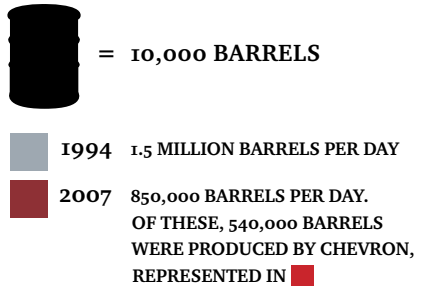 = 10,000 BARRELS
1994 1.5 MILLION BARRELS PER DAY
2007 850,000 BARRELS PER DAY.
OF THESE, 540,000 BARRELS
WERE PRODUCED BY CHEVRON,
REPRESENTED IN